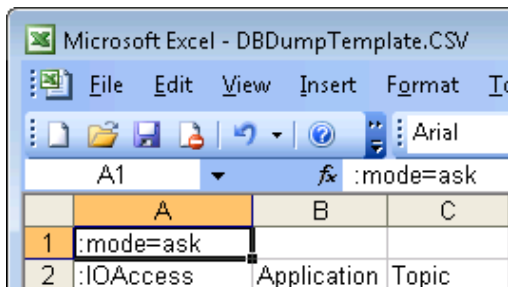 Microsoft Excel - DBDumpTemplate.CSV
File Edit View Insert Format
Arial
A1 fx :mode=ask
A B C
1 :mode=ask
2 :IOAccess Application Topic